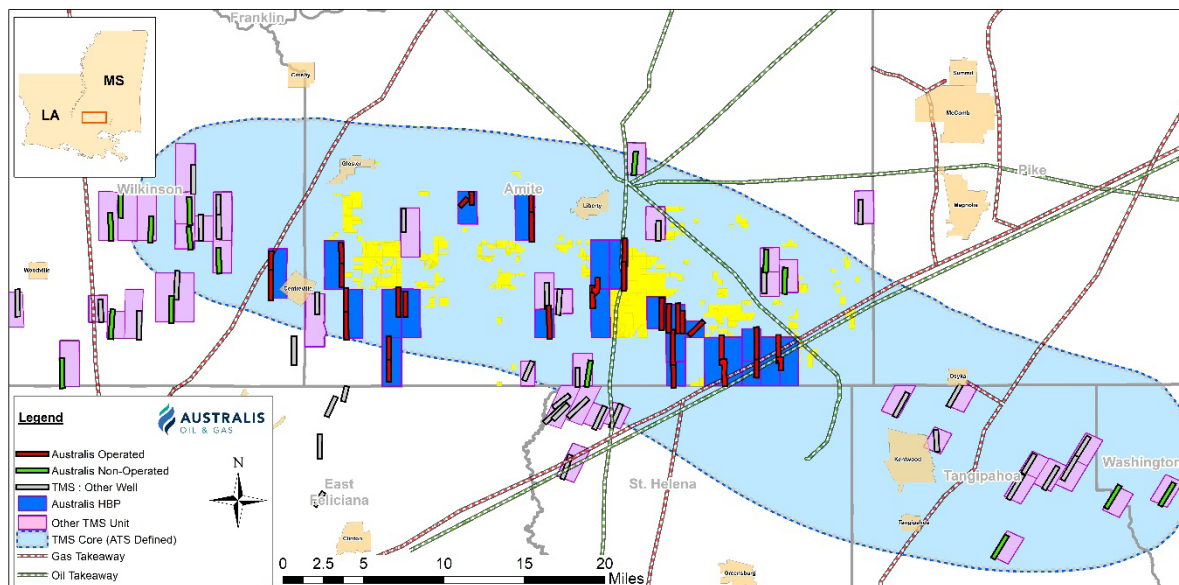 Franklin
MS
LA
Crosby
Summit
McComb
Gloster
Wilkinson
Amite
Pike
Liberty
Magnolia
Woodville
Centreville
Osyka
Kentwood
Tangipahoa
Washington
East
Feliciana
St. Helena
Tangipahoa
Clinton
Greensburg
Legend
AUSTRALIS
OIL & GAS
Australis Operated
Australis Non-Operated
TMS : Other Well
Australis HBP
Other TMS Unit
TMS Core (ATS Defined)
Gas Takeaway
Oil Takeaway
N
0 2.5 5 10 15 20
Miles